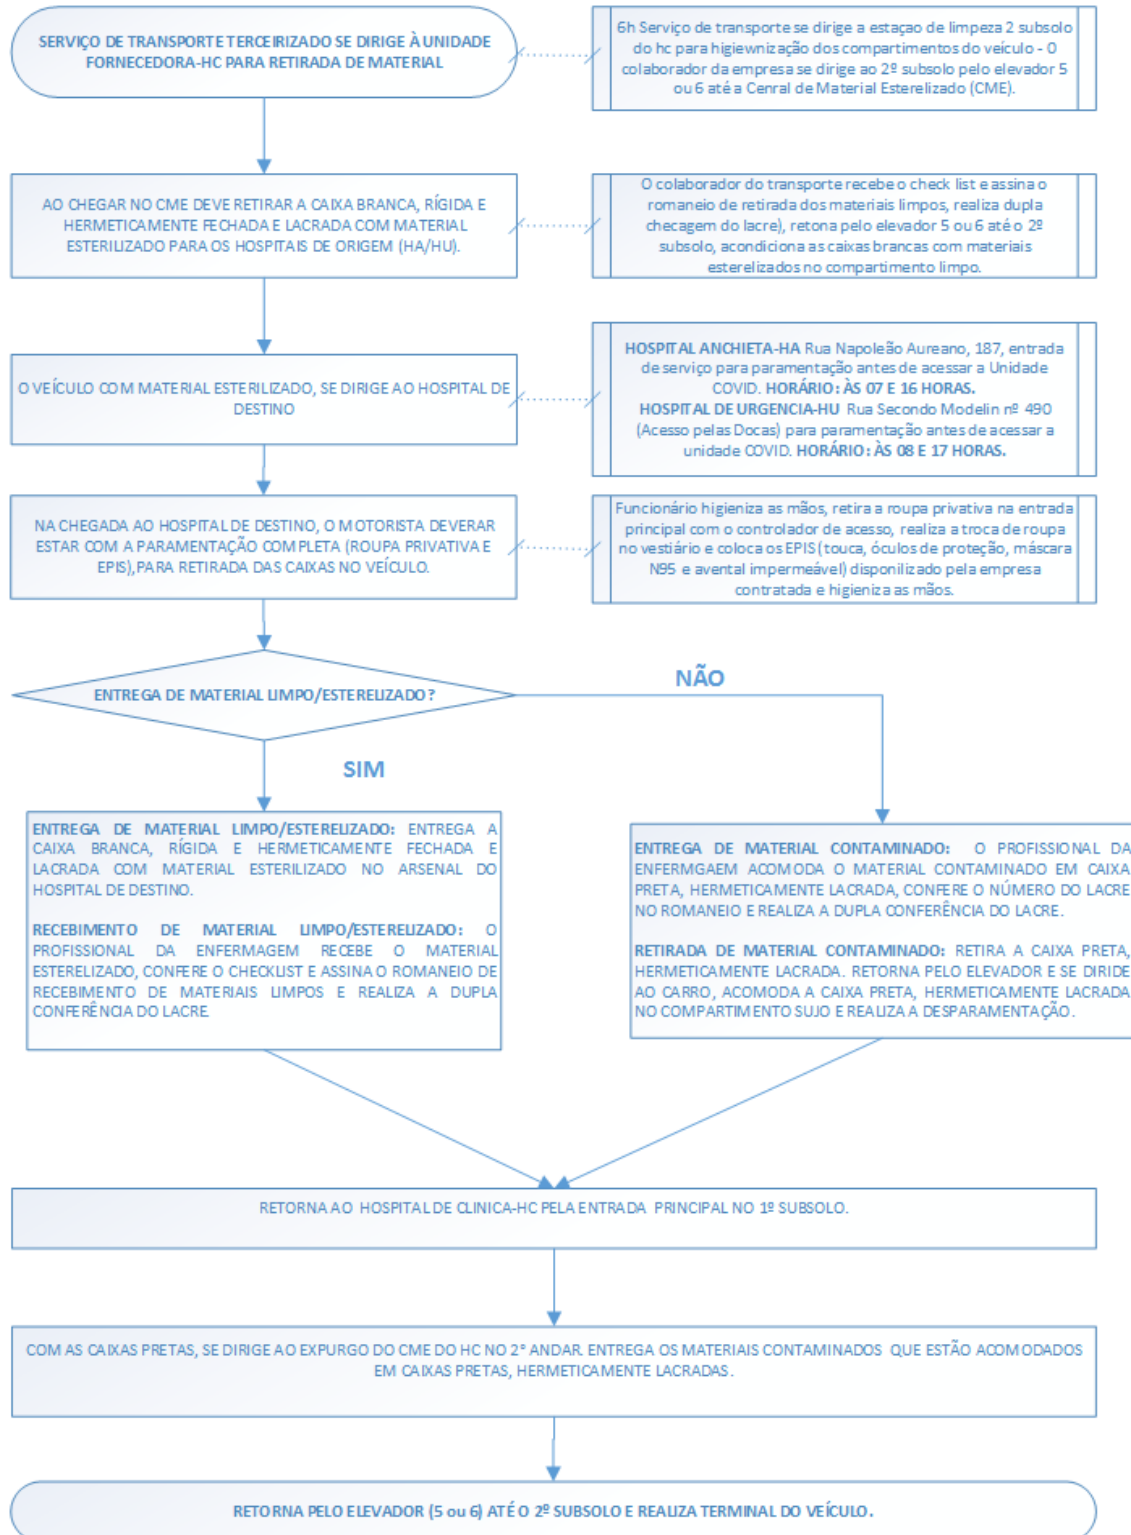 SERVIÇO DE TRANSPORTE TERCEIRIZADO SE DIRIGE À UNIDADE
FORNECEDORA-HC PARA RETIRADA DE MATERIAL
6h Serviço de transporte se dirige a estaçao de limpeza 2 subsolo
do hc para higiewnização dos compartimentos do veículo - O
colaborador da empresa se dirige ao 2º subsolo pelo elevador 5
ou 6 até a Cenral de Material Esterelizado (CME).
AO CHEGAR NO CME DEVE RETIRAR A CAIXA BRANCA, RÍGIDA E
HERMETICAMENTE FECHADA E LACRADA COM MATERIAL
ESTERILIZADO PARA OS HOSPITAIS DE ORIGEM (HA/HU).
O colaborador do transporte recebe o check list e assina o
romaneio de retirada dos materiais limpos, realiza dupla
checagem do lacre), retona pelo elevador 5 ou 6 até o 2º
subsolo, acondiciona as caixas brancas com materiais
esterelizados no compartimento limpo.
O VEÍCULO COM MATERIAL ESTERILIZADO, SE DIRIGE AO HOSPITAL DE
DESTINO
HOSPITAL ANCHIETA-HA Rua Napoleão Aureano, 187, entrada
de serviço para paramentação antes de acessar a Unidade
COVID. HORÁRIO: ÀS 07 E 16 HORAS.
HOSPITAL DE URGENCIA-HU Rua Secondo Modelin nº 490
(Acesso pelas Docas) para paramentação antes de acessar a
unidade COVID. HORÁRIO: ÀS 08 E 17 HORAS.
NA CHEGADA AO HOSPITAL DE DESTINO, O MOTORISTA DEVERAR
ESTAR COM A PARAMENTAÇÃO COMPLETA (ROUPA PRIVATIVA E
EPIS),PARA RETIRADA DAS CAIXAS NO VEÍCULO.
Funcionário higieniza as mãos, retira a roupa privativa na entrada
principal com o controlador de acesso, realiza a troca de roupa
no vestiário e coloca os EPIS (touca, óculos de proteção, máscara
N95 e avental impermeável) disponilizado pela empresa
contratada e higieniza as mãos.
ENTREGA DE MATERIAL LIMPO/ESTERELIZADO?
NÃO
SIM
ENTREGA DE MATERIAL LIMPO/ESTERELIZADO: ENTREGA A
CAIXA BRANCA, RÍGIDA E HERMETICAMENTE FECHADA E
LACRADA COM MATERIAL ESTERILIZADO NO ARSENAL DO
HOSPITAL DE DESTINO.
RECEBIMENTO DE MATERIAL LIMPO/ESTERELIZADO: O
PROFISSIONAL DA ENFERMAGEM RECEBE O MATERIAL
ESTERELIZADO, CONFERE O CHECKLIST E ASSINA O ROMANEIO DE
RECEBIMENTO DE MATERIAIS LIMPOS E REALIZA A DUPLA
CONFERÊNCIA DO LACRE.
ENTREGA DE MATERIAL CONTAMINADO: O PROFISSIONAL DA
ENFERMGAEM ACOMODA O MATERIAL CONTAMINADO EM CAIXA
PRETA, HERMETICAMENTE LACRADA, CONFERE O NÚMERO DO LACRE
NO ROMANEIO E REALIZA A DUPLA CONFERÊNCIA DO LACRE.
RETIRADA DE MATERIAL CONTAMINADO: RETIRA A CAIXA PRETA,
HERMETICAMENTE LACRADA. RETORNA PELO ELEVADOR E SE DIRIDE
AO CARRO, ACOMODA A CAIXA PRETA, HERMETICAMENTE LACRADA
NO COMPARTIMENTO SUJO E REALIZA A DESPARAMENTAÇÃO.
RETORNA AO HOSPITAL DE CLINICA-HC PELA ENTRADA PRINCIPAL NO 1º SUBSOLO.
COM AS CAIXAS PRETAS, SE DIRIGE AO EXPURGO DO CME DO HC NO 2° ANDAR. ENTREGA OS MATERIAIS CONTAMINADOS QUE ESTÃO ACOMODADOS
EM CAIXAS PRETAS, HERMETICAMENTE LACRADAS.
RETORNA PELO ELEVADOR (5 ou 6) ATÉ O 2º SUBSOLO E REALIZA TERMINAL DO VEÍCULO.